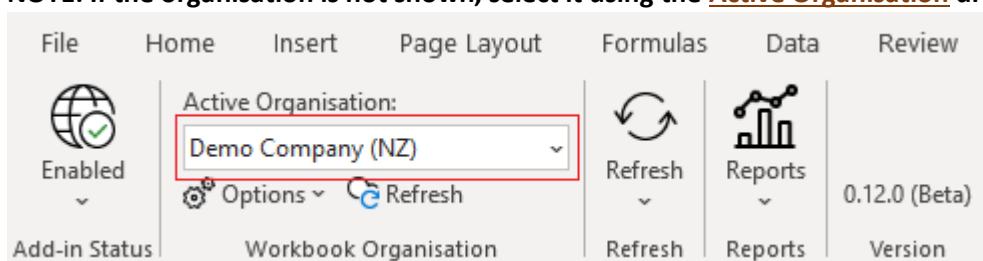 NOTE: If the organisation is not shown, select it using the Active Organisation
File Home Insert Page Layout Formulas Data Review
Active Organisation:
Demo Company (NZ)
Enabled
Options Refresh
Refresh
Reports
0.12.0 (Beta)
Add-in Status Workbook Organisation Refresh Reports Version